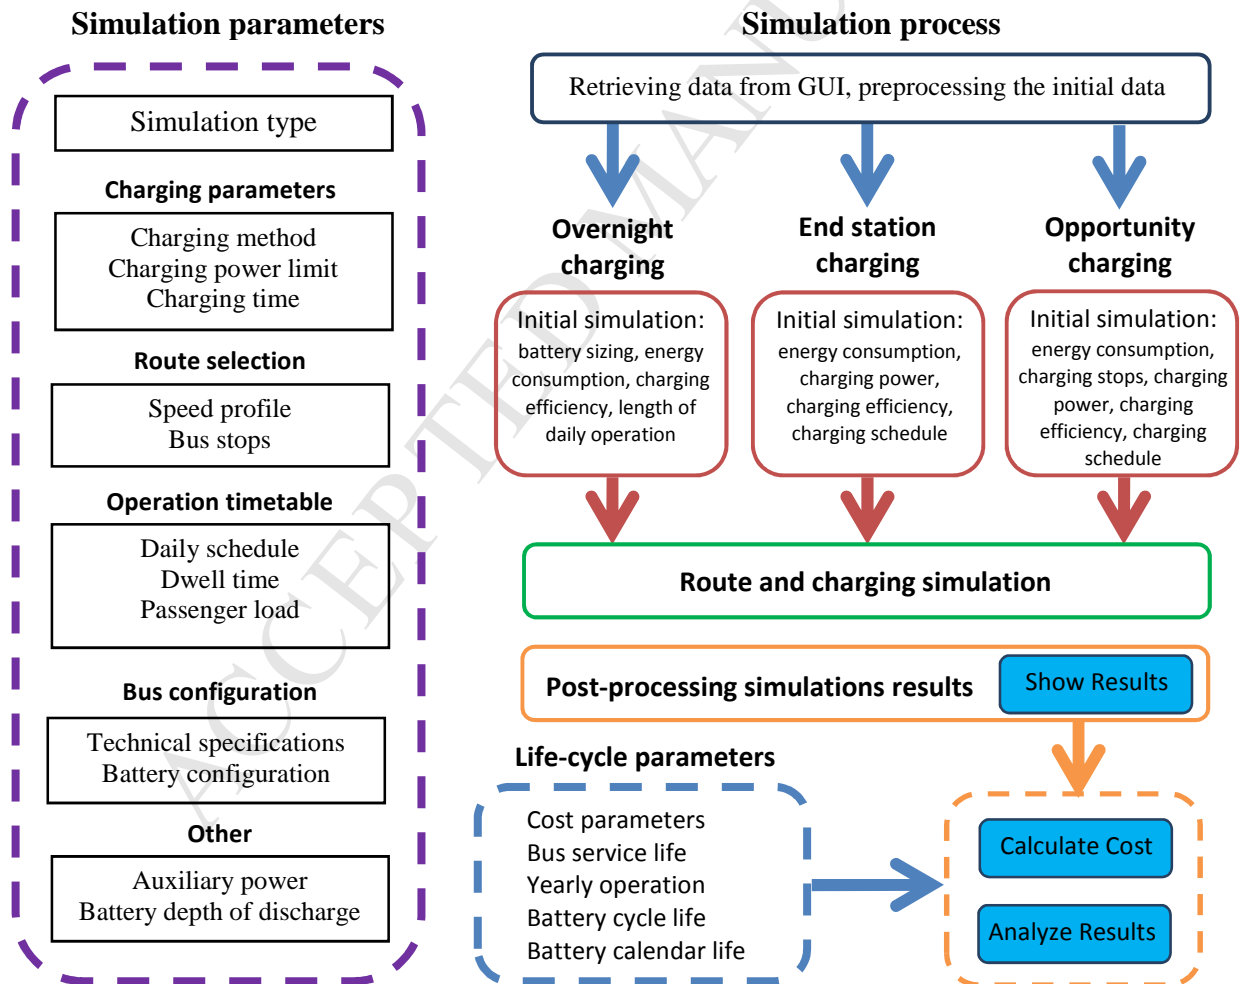 Simulation parameters
Simulation type
Charging parameters
Charging method
Charging power limit
Charging time
Route selection
Speed profile
Bus stops
Operation timetable
Daily schedule
Dwell time
Passenger load
Bus configuration
Technical specifications
Battery configuration
Other
Auxiliary power
Battery depth of discharge
Simulation process
Retrieving data from GUI, preprocessing the initial data
Overnight
charging
Initial simulation:
battery sizing, energy
consumption, charging
efficiency, length of
daily operation
End station
charging
Initial simulation:
energy consumption,
charging power,
charging efficiency,
charging schedule
Opportunity
charging
Initial simulation:
energy consumption,
charging stops, charging
power, charging
efficiency, charging
schedule
Route and charging simulation
Post-processing simulations results
Show Results
Life-cycle parameters
Cost parameters
Bus service life
Yearly operation
Battery cycle life
Battery calendar life
Calculate Cost
Analyze Results
ACCEPTED MANU